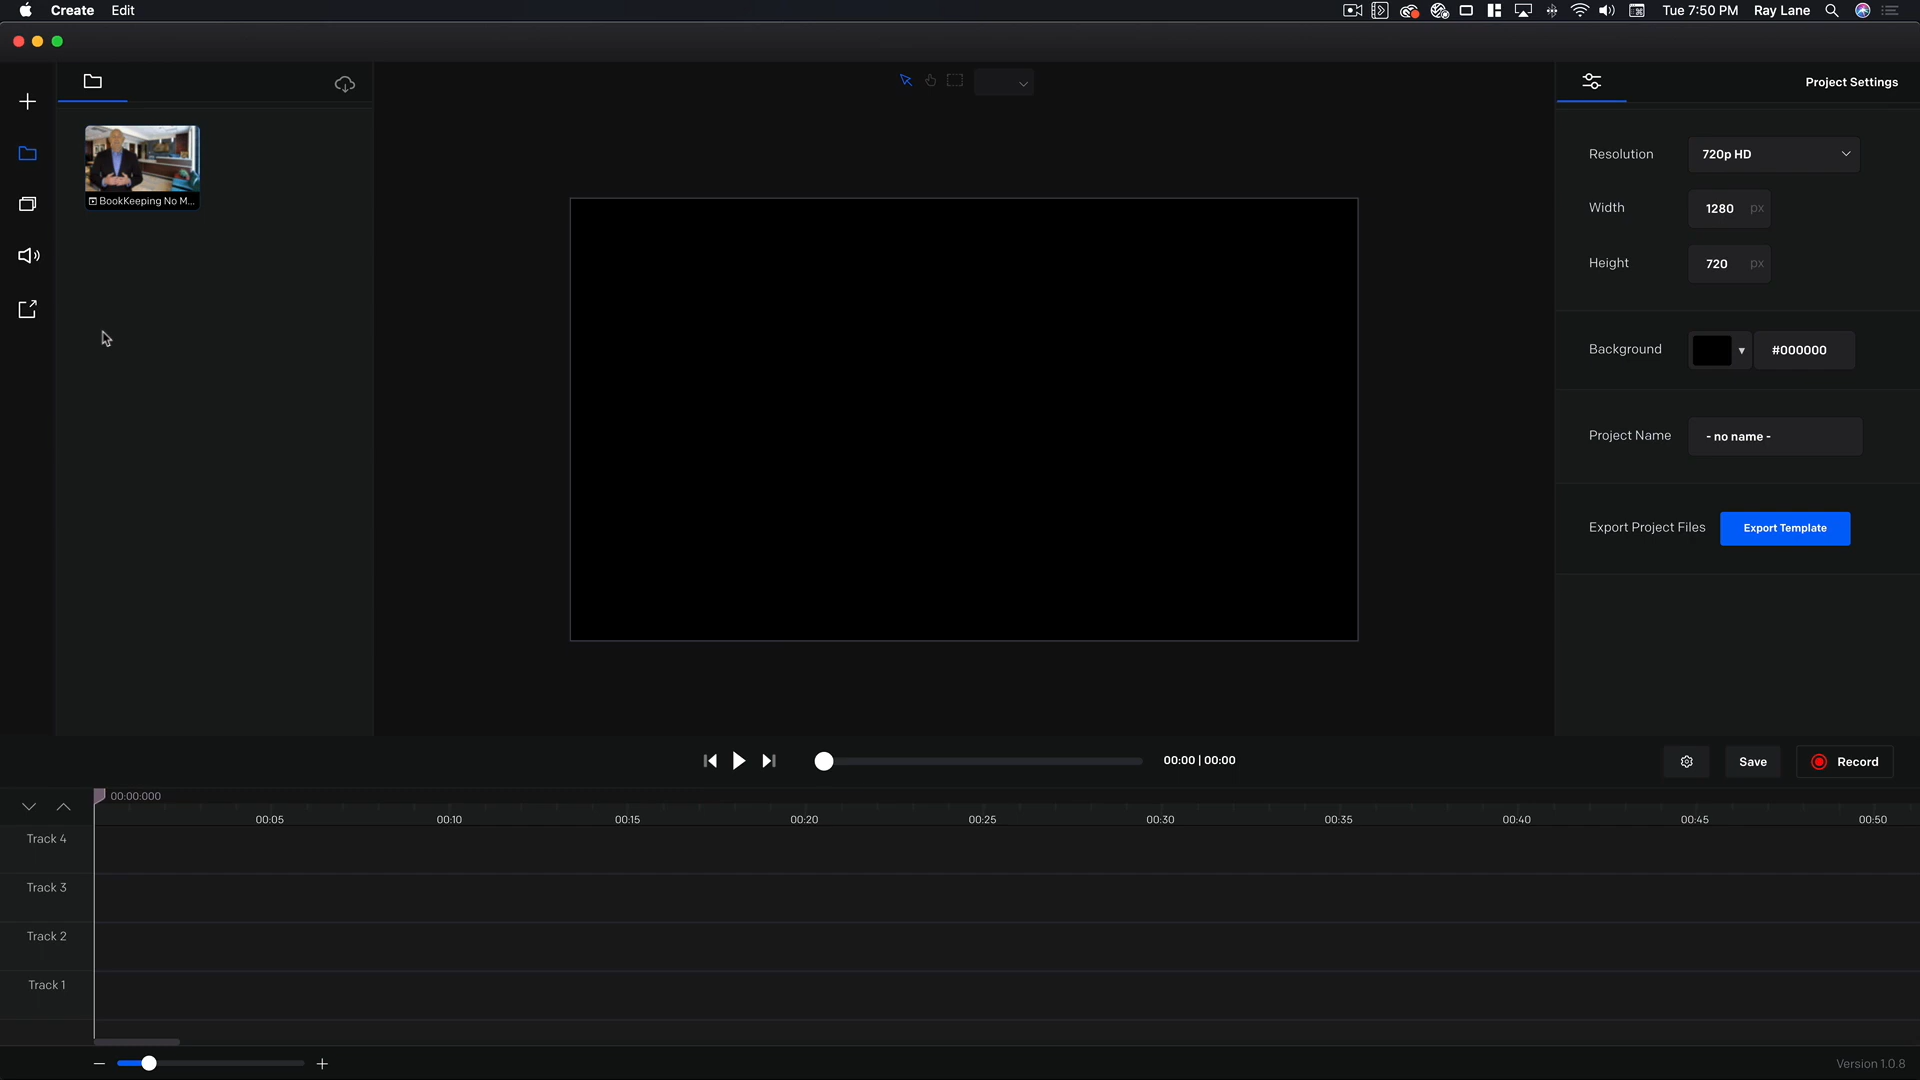 Create Edit
Tue 7:50 PM Ray Lane
Project Settings
BookKeeping No M...
Resolution 720p HD
Width 1280 px
Height 720 px
Background #000000
Project Name - no name -
Export Project Files Export Template
00:00 | 00:00
Save Record
00:00:000
00:05 00:10 00:15 00:20 00:25 00:30 00:35 00:40 00:45 00:50
Track 4
Track 3
Track 2
Track 1
Version 1.0.8